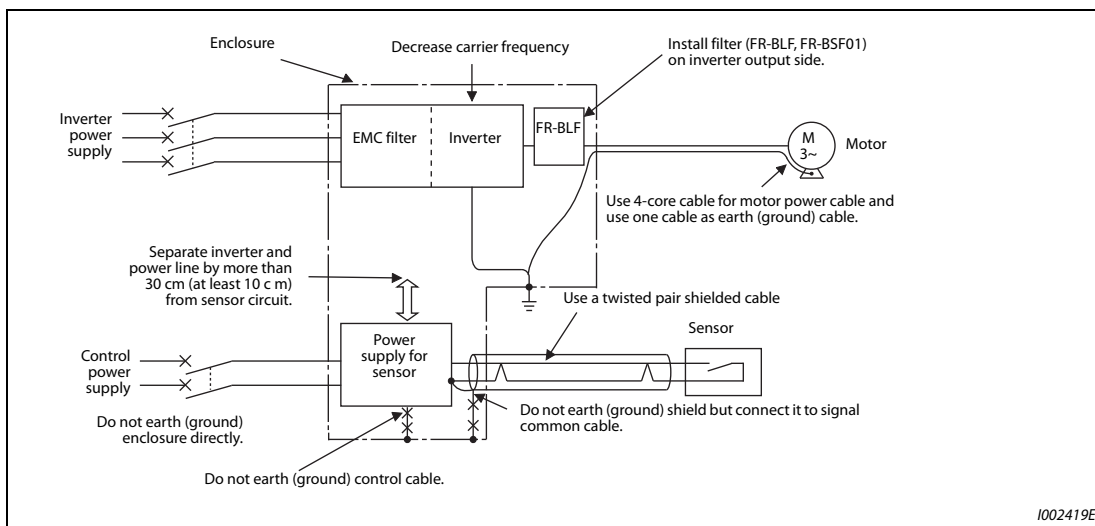 Enclosure
Decrease carrier frequency
Install filter (FR-BLF, FR-BSF01)
on inverter output side.
Inverter
power
supply
EMC filter
Inverter
FR-BLF
M
3~
Motor
Use 4-core cable for motor power cable and
use one cable as earth (ground) cable.
Separate inverter and
power line by more than
30 cm (at least 10 c m)
from sensor circuit.
Use a twisted pair shielded cable
Sensor
Control
power
supply
Power
supply for
sensor
Do not earth (ground)
enclosure directly.
Do not earth (ground) shield but connect it to signal
common cable.
Do not earth (ground) control cable.
I002419E